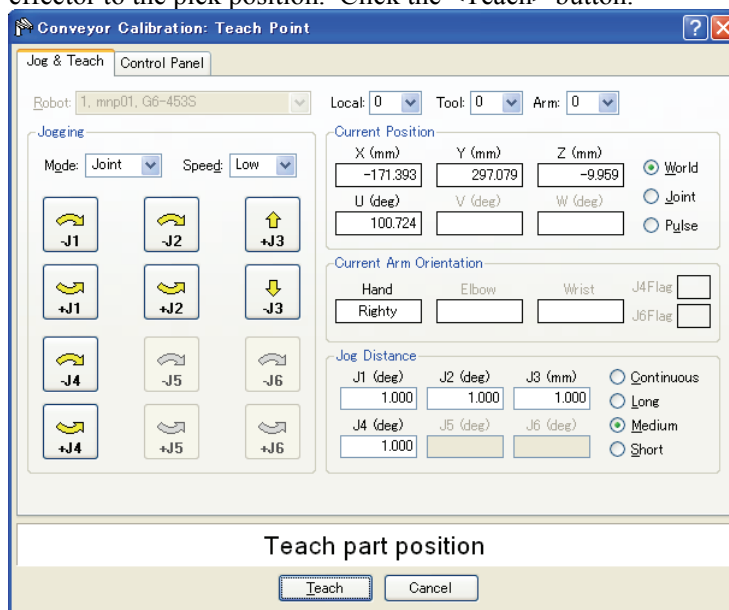 effector to the pick position. Click the <Teach> button.
Conveyor Calibration: Teach Point
Jog & Teach Control Panel
Robot: 1, mnp01, G6-453S Local: 0 Tool: 0 Arm: 0
Jogging
Mode: Joint Speed: Low
-J1 -J2 +J3
+J1 +J2 -J3
-J4 -J5 -J6
+J4 +J5 +J6
Current Position
X (mm) Y (mm) Z (mm)
-171.393 297.079 -9.959
U (deg) V (deg) W (deg)
100.724
World
Joint
Pulse
Current Arm Orientation
Hand Elbow Wrist J4Flag
Righty J6Flag
Jog Distance
J1 (deg) J2 (deg) J3 (mm)
1.000 1.000 1.000
J4 (deg) J5 (deg) J6 (deg)
1.000
Continuous
Long
Medium
Short
Teach part position
Teach Cancel